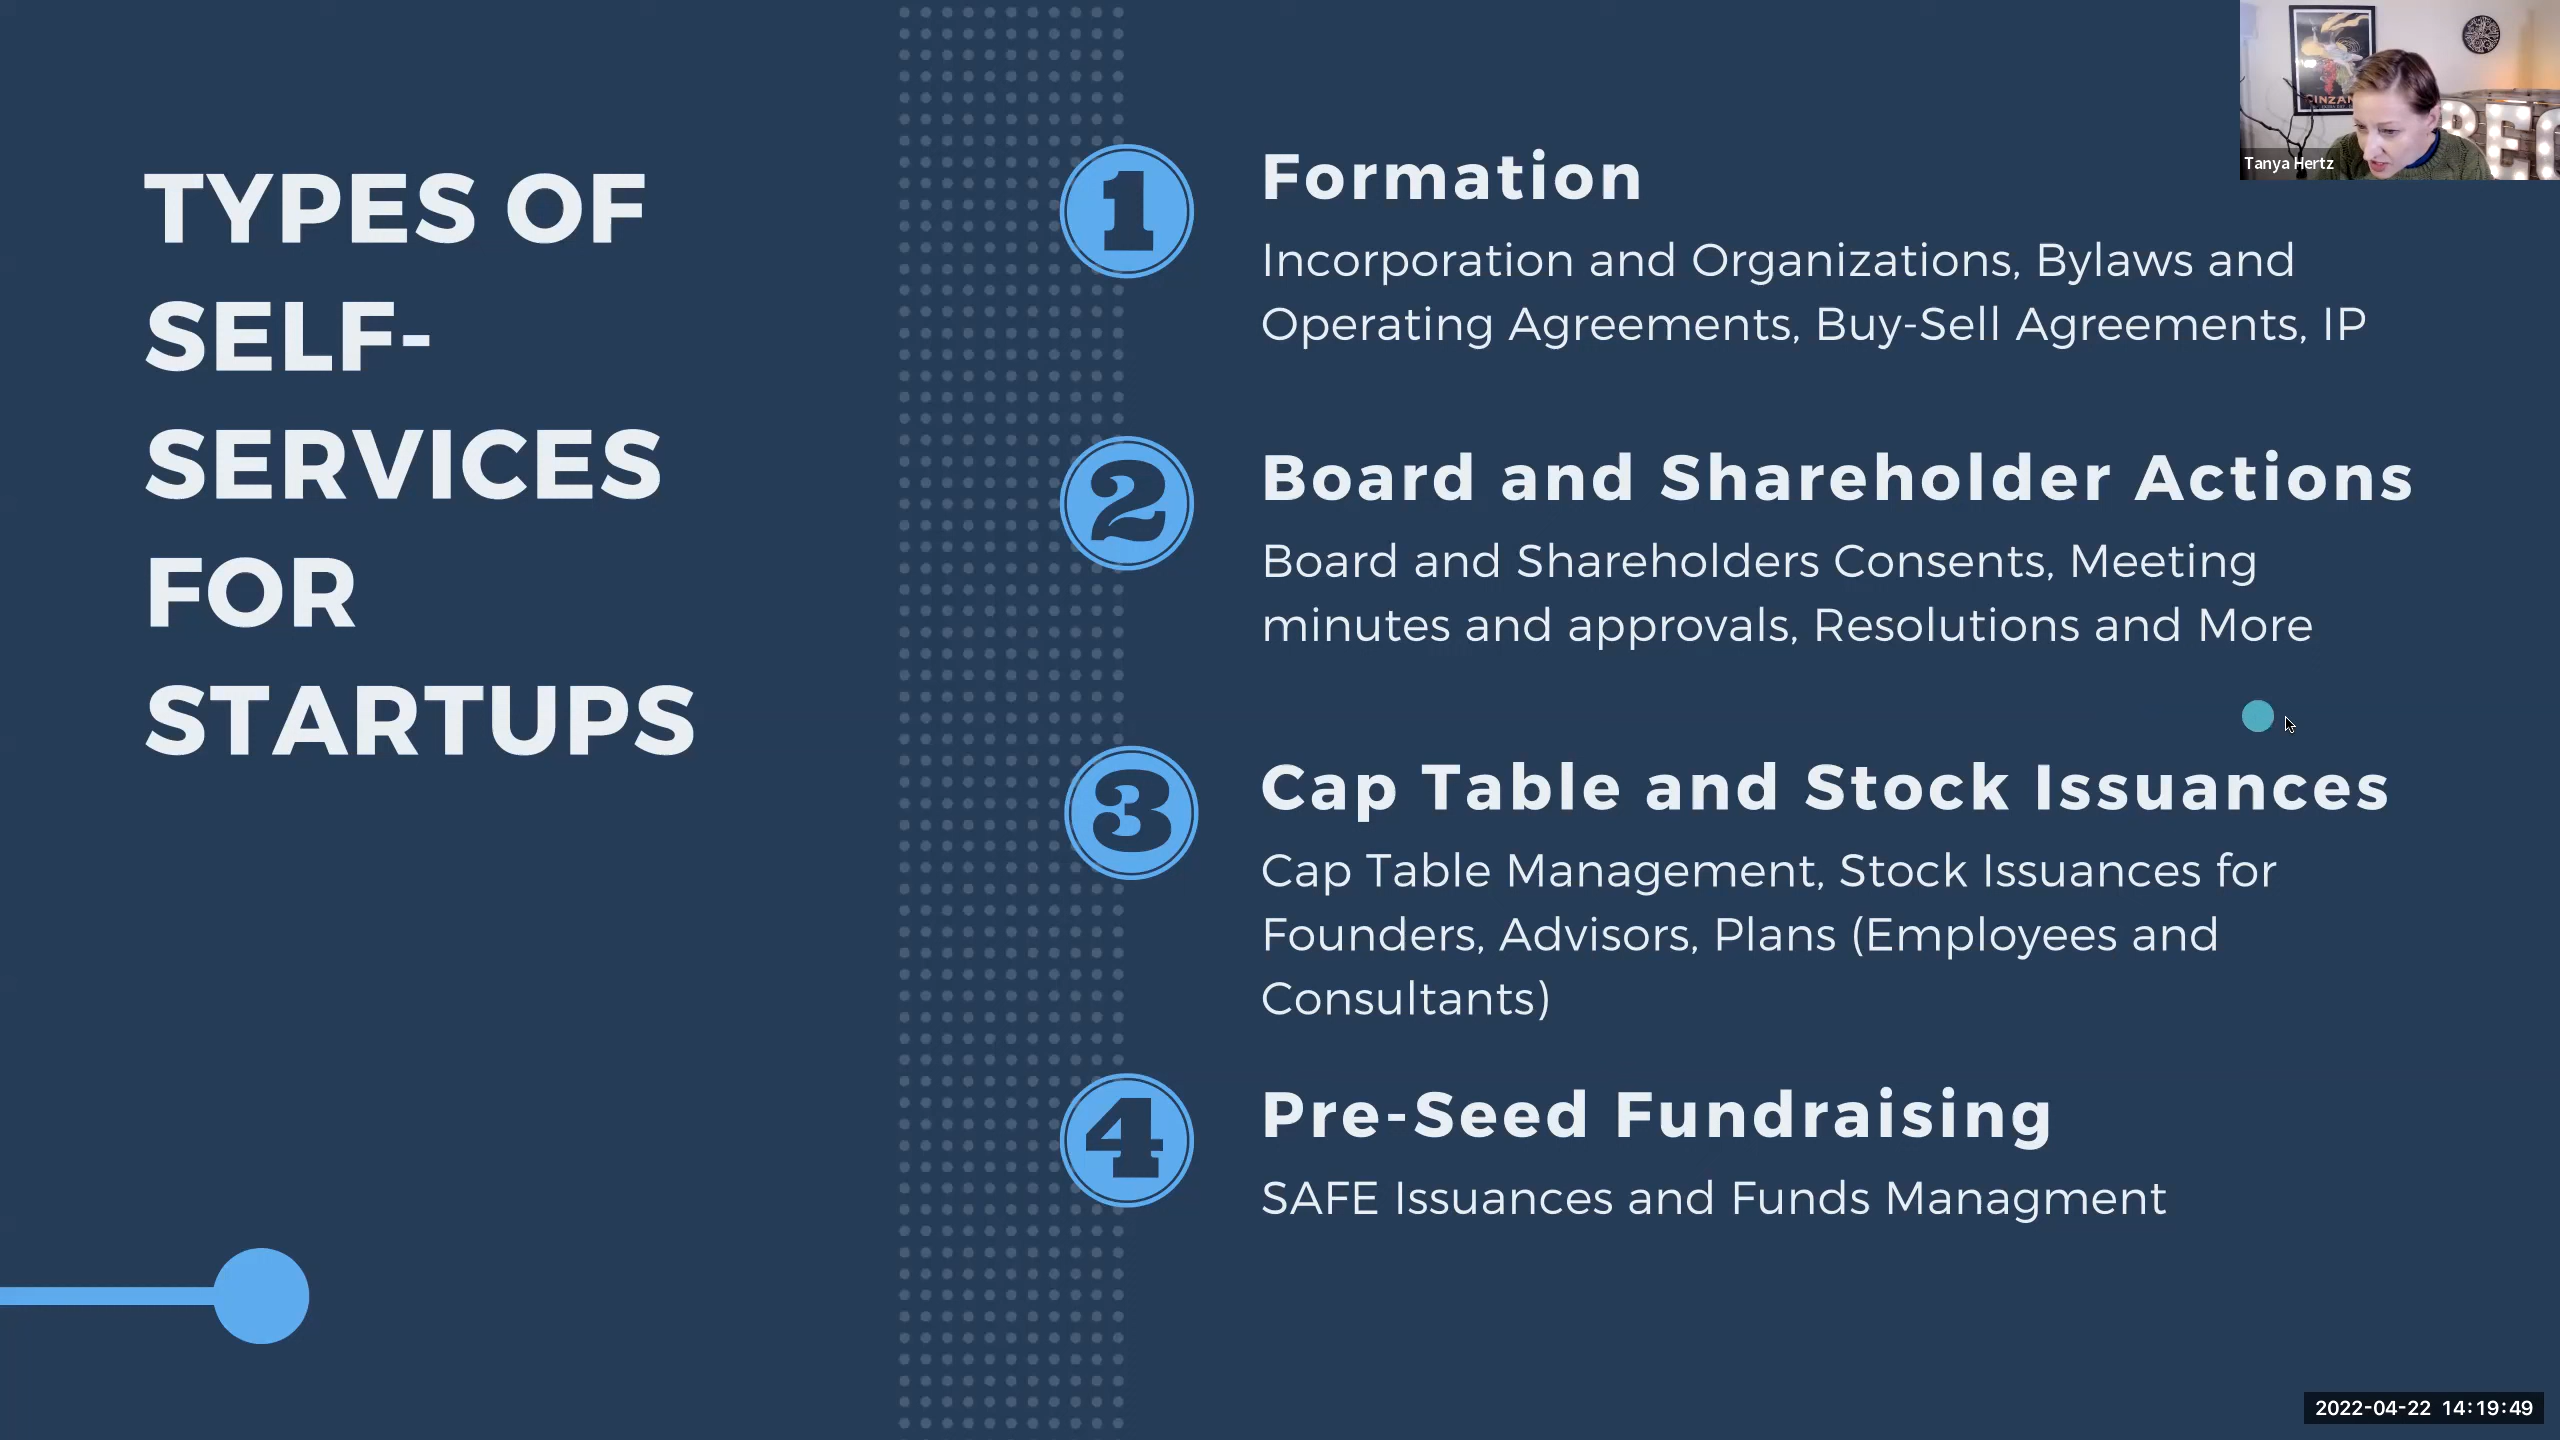 TYPES OF
SELF-
SERVICES
FOR
STARTUPS
1
Formation
Incorporation and Organizations, Bylaws and
Operating Agreements, Buy-Sell Agreements, IP
2
Board and Shareholder Actions
Board and Shareholders Consents, Meeting
minutes and approvals, Resolutions and More
3
Cap Table and Stock Issuances
Cap Table Management, Stock Issuances for
Founders, Advisors, Plans (Employees and
Consultants)
4
Pre-Seed Fundraising
SAFE Issuances and Funds Managment
Tanya Hertz
2022-04-22 14:19:49